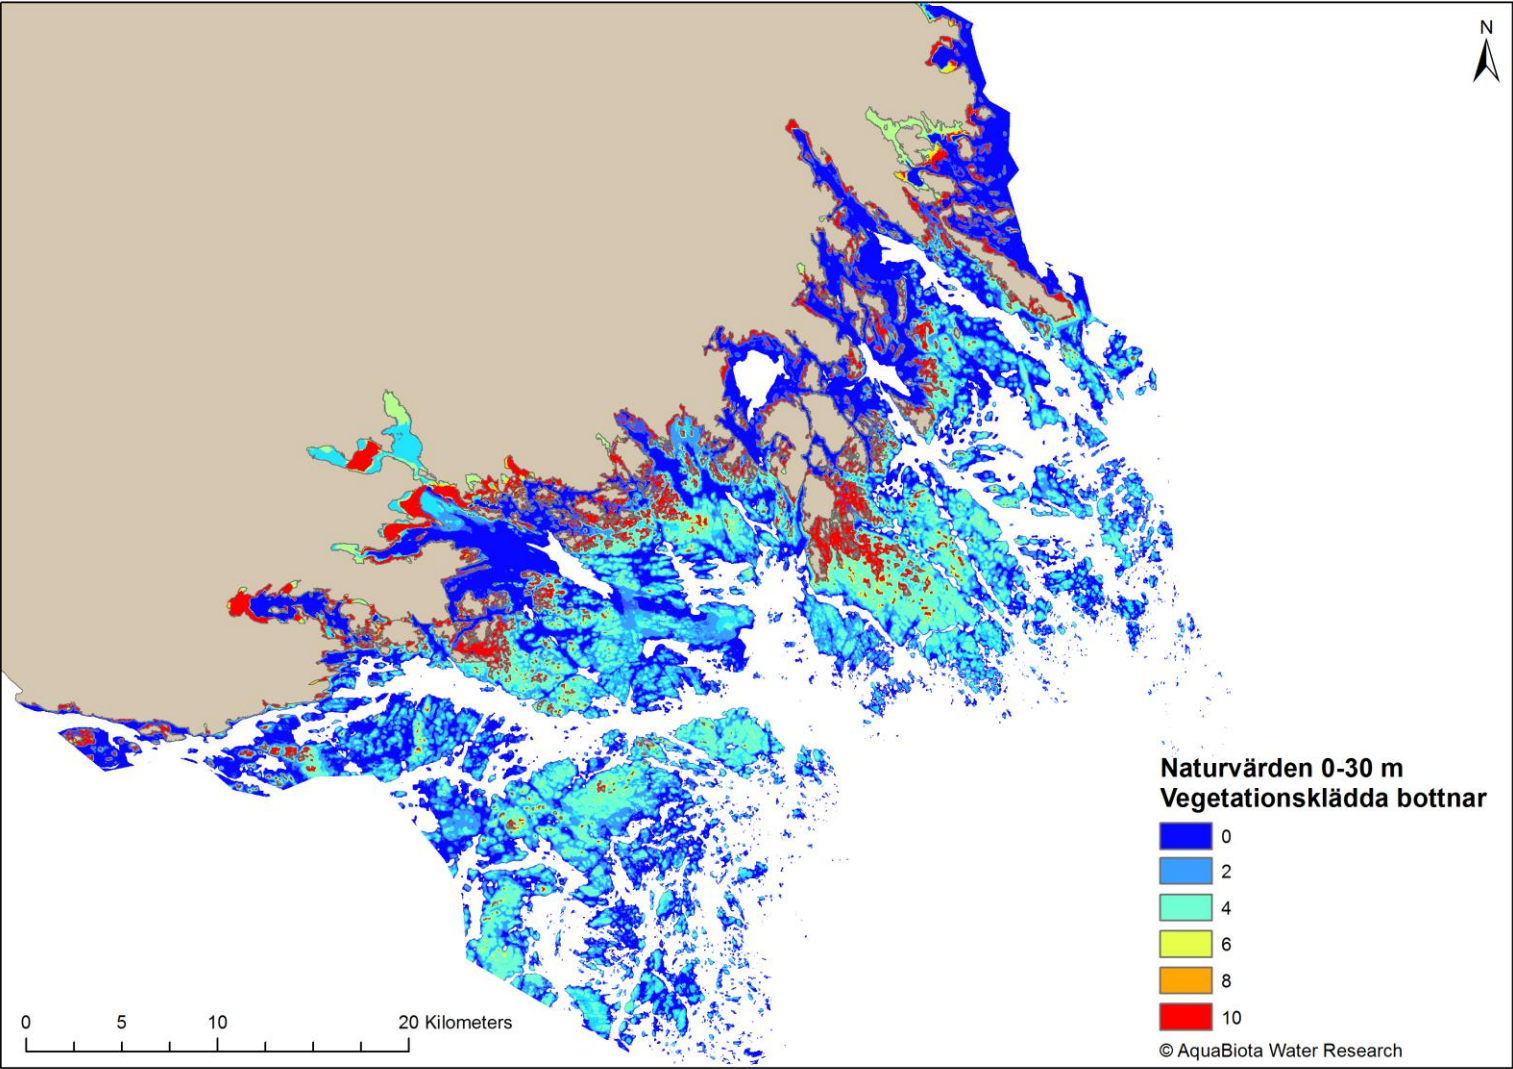 N
Naturvärden 0-30 m
Vegetationsklädda bottnar
0
2
4
6
8
10
0 5 10 20 Kilometers
© AquaBiota Water Research